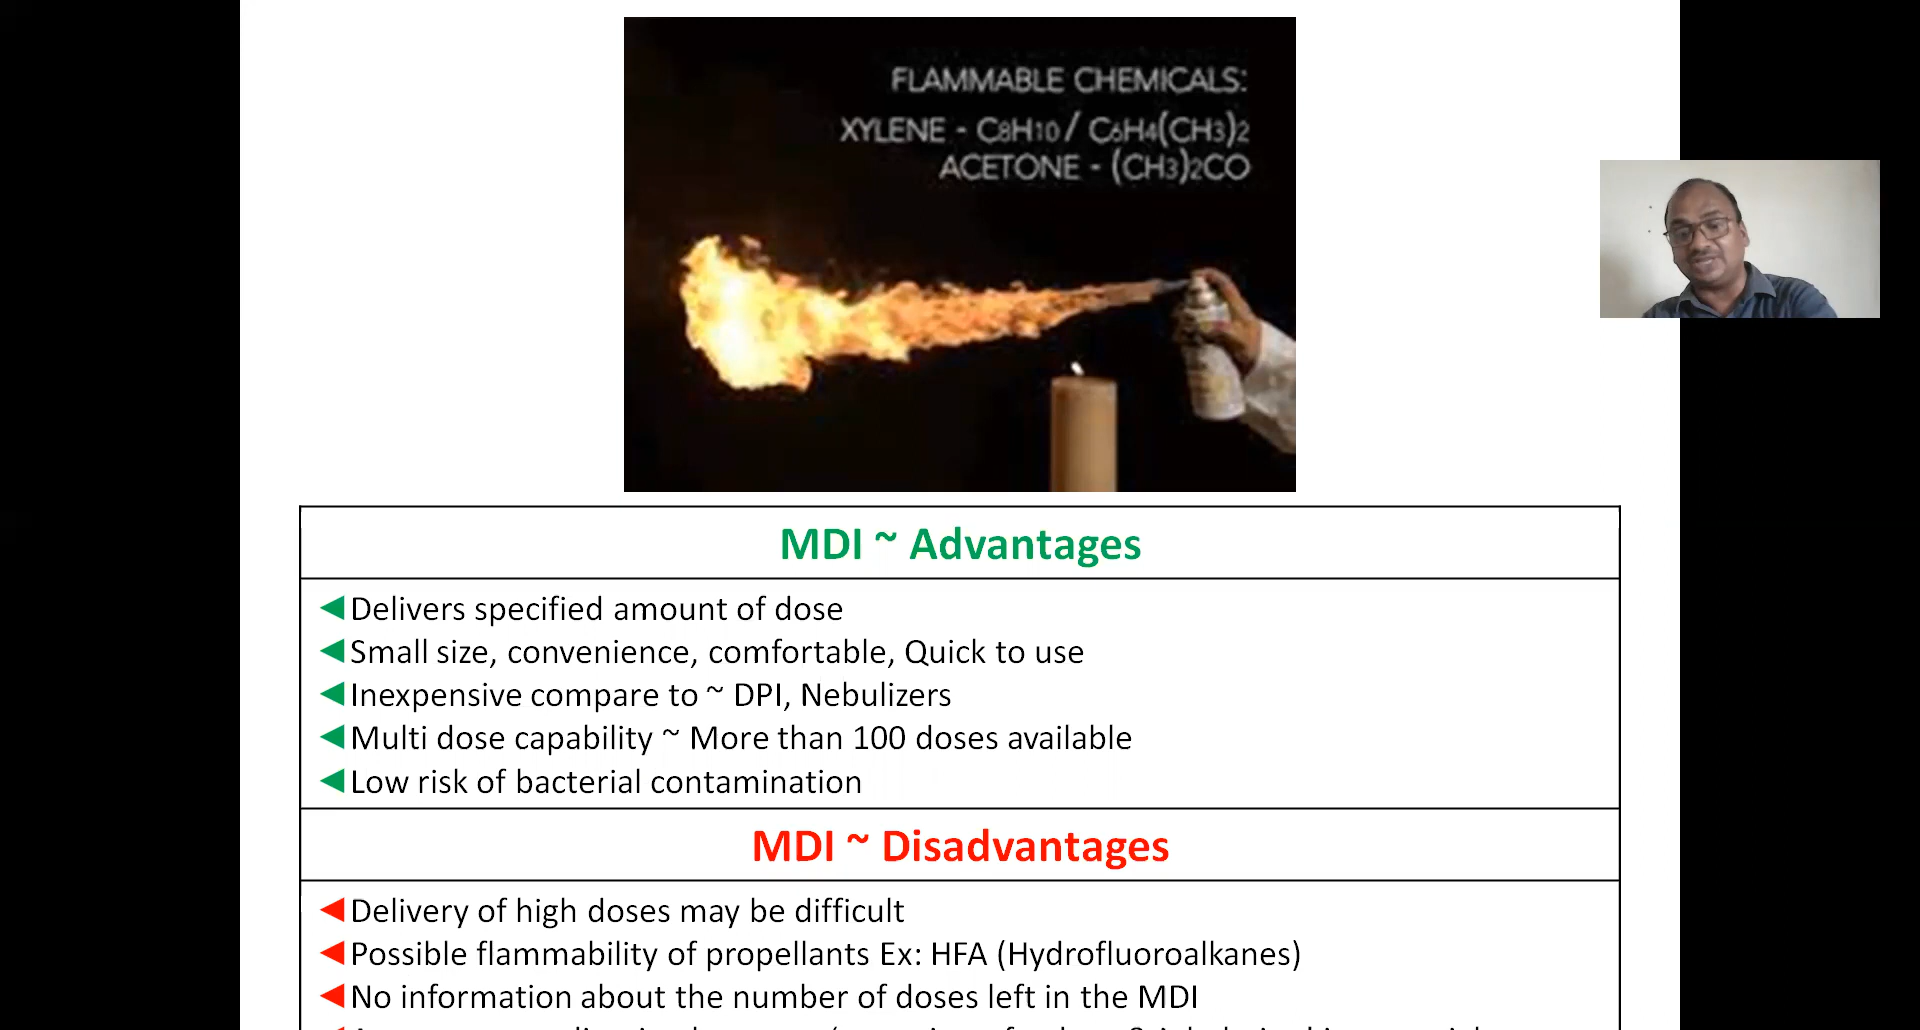 FLAMMABLE CHEMICALS:
XYLENE - C8H10 / C6H4(CH3)2
ACETONE - (CH3)2CO
MDI ~ Advantages
Delivers specified amount of dose
Small size, convenience, comfortable, Quick to use
Inexpensive compare to ~ DPI, Nebulizers
Multi dose capability ~ More than 100 doses available
Low risk of bacterial contamination
MDI ~ Disadvantages
Delivery of high doses may be difficult
Possible flammability of propellants Ex: HFA (Hydrofluoroalkanes)
No information about the number of doses left in the MDI